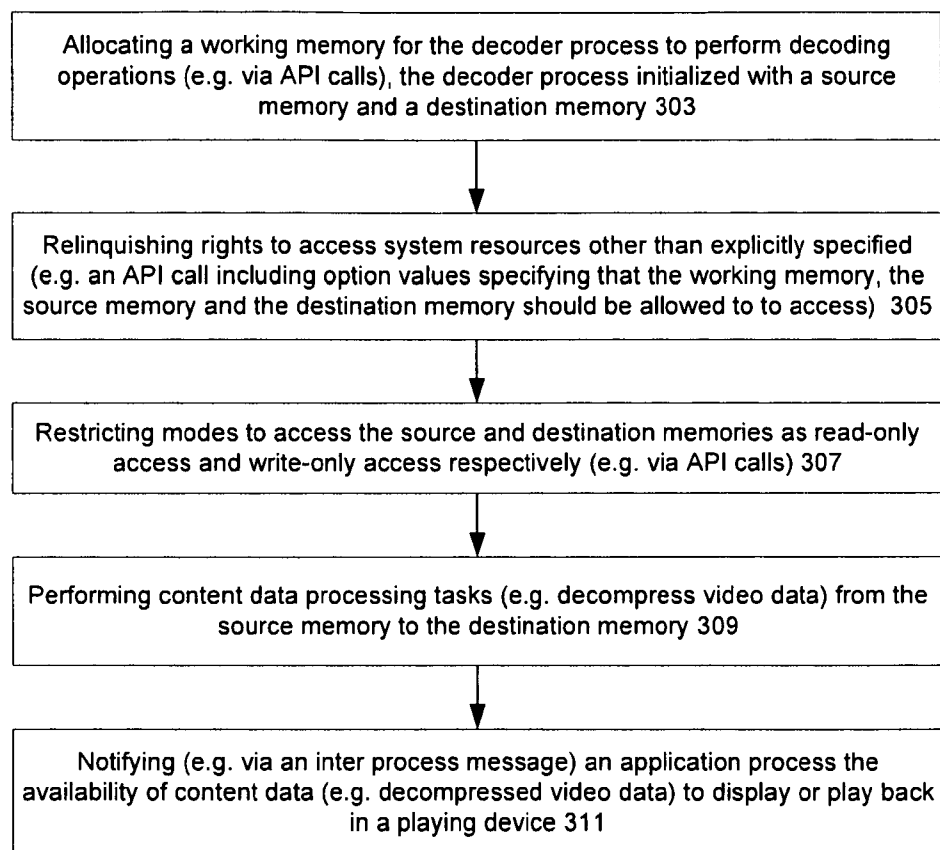 Allocating a working memory for the decoder process to perform decoding
operations (e.g. via API calls), the decoder process initialized with a source
memory and a destination memory 303
Relinquishing rights to access system resources other than explicitly specified
(e.g. an API call including option values specifying that the working memory, the
source memory and the destination memory should be allowed to to access) 305
Restricting modes to access the source and destination memories as read-only
access and write-only access respectively (e.g. via API calls) 307
Performing content data processing tasks (e.g. decompress video data) from the
source memory to the destination memory 309
Notifying (e.g. via an inter process message) an application process the
availability of content data (e.g. decompressed video data) to display or play back
in a playing device 311